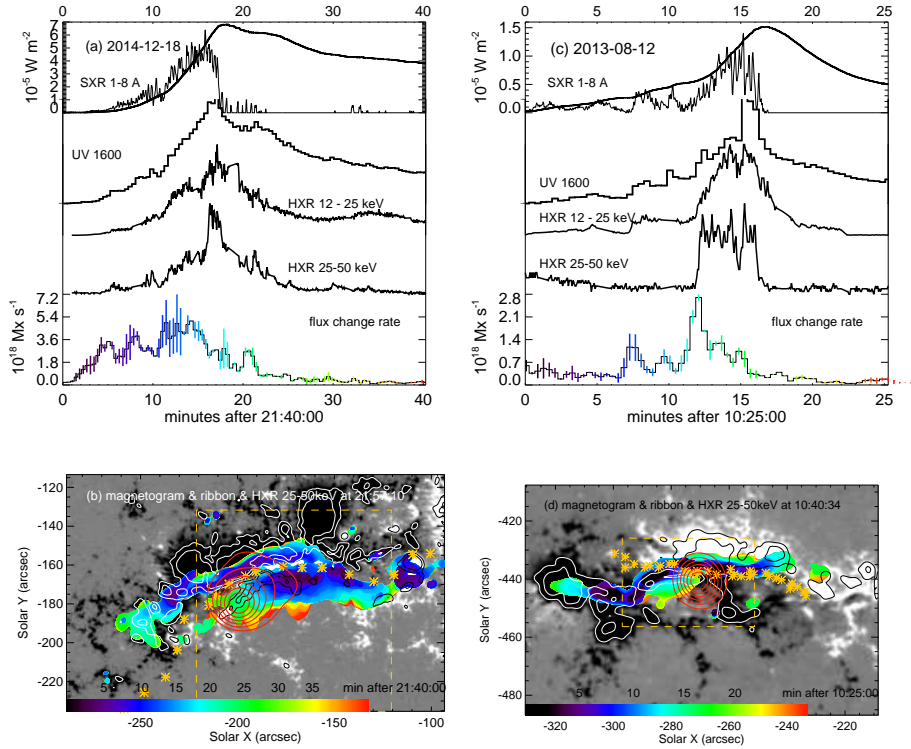 0 10 20 30 40
(a) 2014-12-18
10⁻⁵ W m⁻²
7
6
5
4
3
2
1
0
SXR 1-8 A
UV 1600
HXR 12 - 25 keV
HXR 25-50 keV
10¹⁸ Mx s⁻¹
7.2
5.4
3.6
1.8
0.0
flux change rate
0 10 20 30 40
minutes after 21:40:00
0 5 10 15 20 25
(c) 2013-08-12
10⁻⁵ W m⁻²
1.5
1.0
0.5
0.0
SXR 1-8 A
UV 1600
HXR 12 - 25 keV
HXR 25-50 keV
10¹⁸ Mx s⁻¹
2.8
2.1
1.4
0.7
0.0
flux change rate
0 5 10 15 20 25
minutes after 10:25:00
(b) magnetogram & ribbon & HXR 25-50keV at 21:57:10
Solar Y (arcsec)
-120
-140
-160
-180
-200
-220
5 10 15 20 25 30 35 min after 21:40:00
-250 -200 -150 -100
Solar X (arcsec)
(d) magnetogram & ribbon & HXR 25-50keV at 10:40:34
Solar Y (arcsec)
-420
-440
-460
-480
5 10 15 20 min after 10:25:00
-320 -300 -280 -260 -240 -220
Solar X (arcsec)